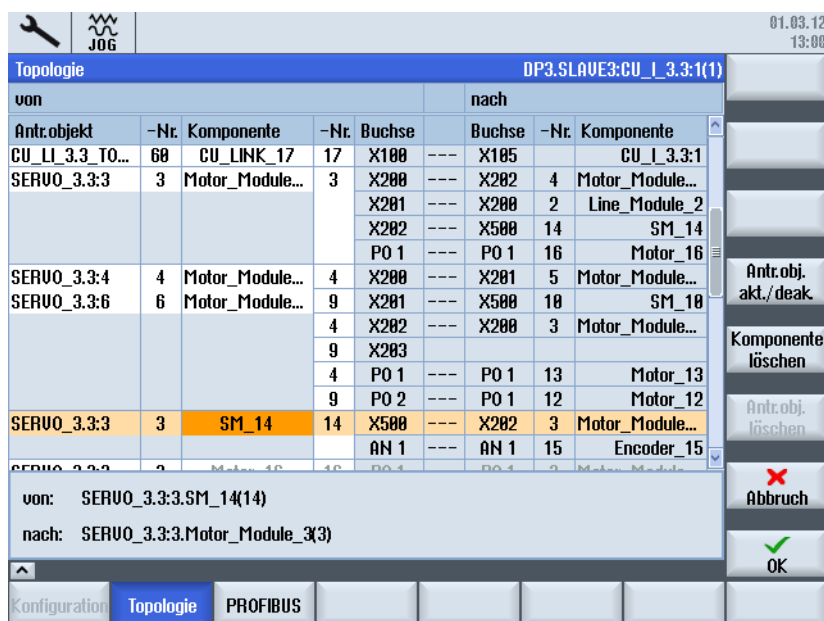 JOG
01.03.12
13:00
Topologie DP3.SLAVE3:CU_I_3.3:1(1)
von nach
Antr.objekt -Nr. Komponente -Nr. Buchse Buchse -Nr. Komponente
CU_LI_3.3_TO... 60 CU_LINK_17 17 X100 --- X105 CU_I_3.3:1
SERVO_3.3:3 3 Motor_Module... 3 X200 --- X202 4 Motor_Module...
X201 --- X200 2 Line_Module_2
X202 --- X500 14 SM_14
PO 1 --- PO 1 16 Motor_16
SERVO_3.3:4 4 Motor_Module... 4 X200 --- X201 5 Motor_Module...
SERVO_3.3:6 6 Motor_Module... 9 X201 --- X500 10 SM_10
4 X202 --- X200 3 Motor_Module...
9 X203
4 PO 1 --- PO 1 13 Motor_13
9 PO 2 --- PO 1 12 Motor_12
SERVO_3.3:3 3 SM_14 14 X500 --- X202 3 Motor_Module...
AN 1 --- AN 1 15 Encoder_15
von: SERVO_3.3:3.SM_14(14)
nach: SERVO_3.3:3.Motor_Module_3(3)
Antr.obj.
akt./deak.
Komponente
löschen
Antr.obj.
löschen
Abbruch
OK
Konfiguration Topologie PROFIBUS